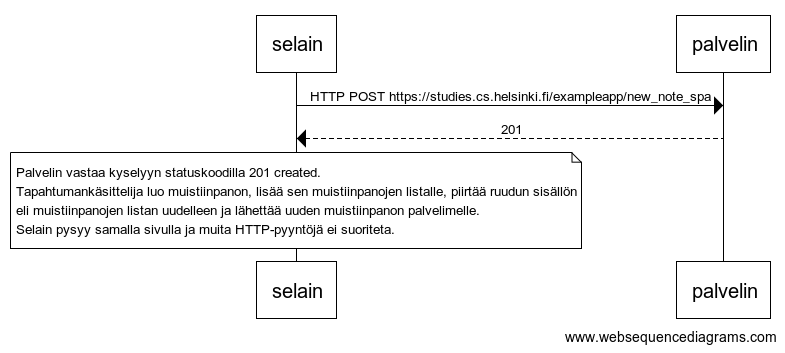 selain
palvelin
HTTP POST https://studies.cs.helsinki.fi/exampleapp/new_note_spa
201
Palvelin vastaa kyselyyn statuskoodilla 201 created.
Tapahtumankäsittelija luo muistiinpanon, lisää sen muistiinpanojen listalle, piirtää ruudun sisällön
eli muistiinpanojen listan uudelleen ja lähettää uuden muistiinpanon palvelimelle.
Selain pysyy samalla sivulla ja muita HTTP-pyyntöjä ei suoriteta.
selain
palvelin
www.websequencediagrams.com